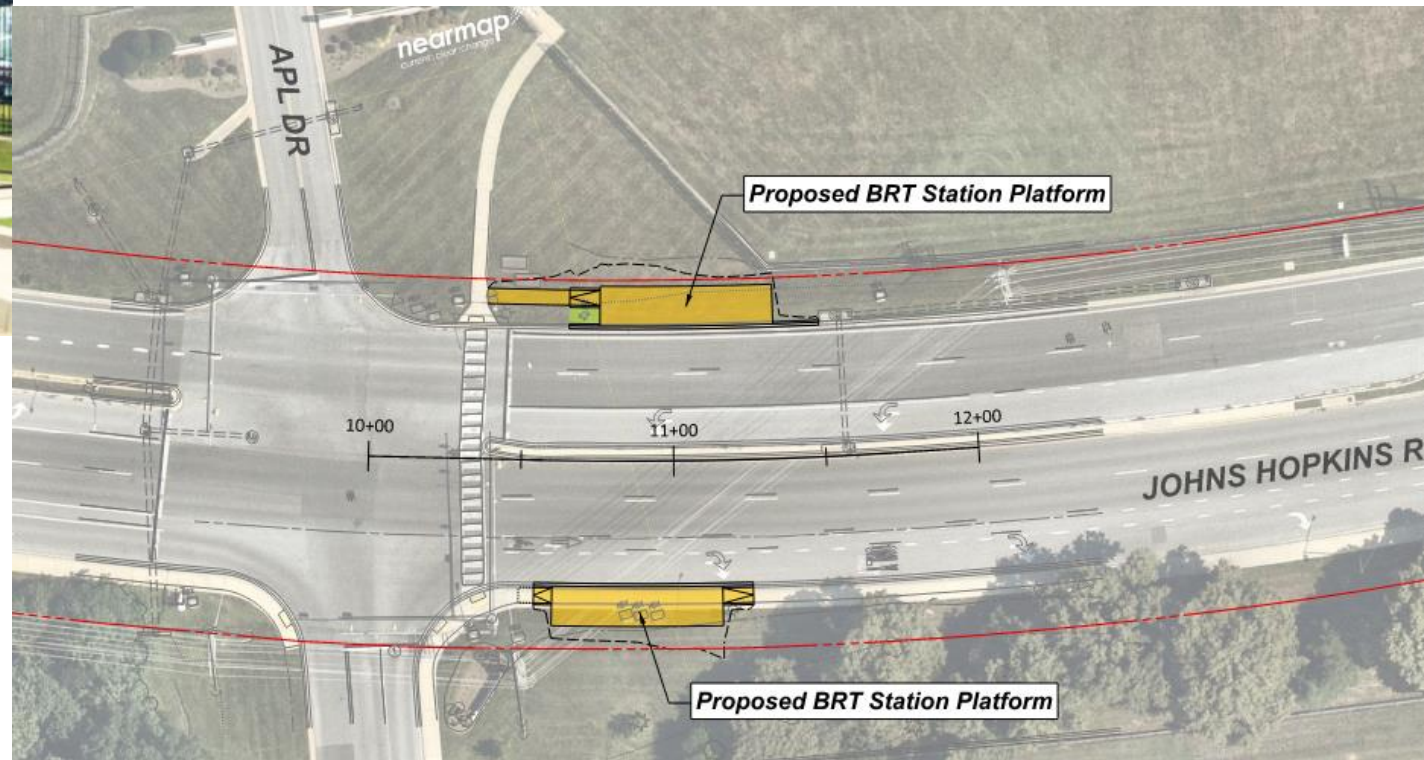 nearmap
APL DR
Proposed BRT Station Platform
10+00
11+00
12+00
JOHNS HOPKINS R
Proposed BRT Station Platform